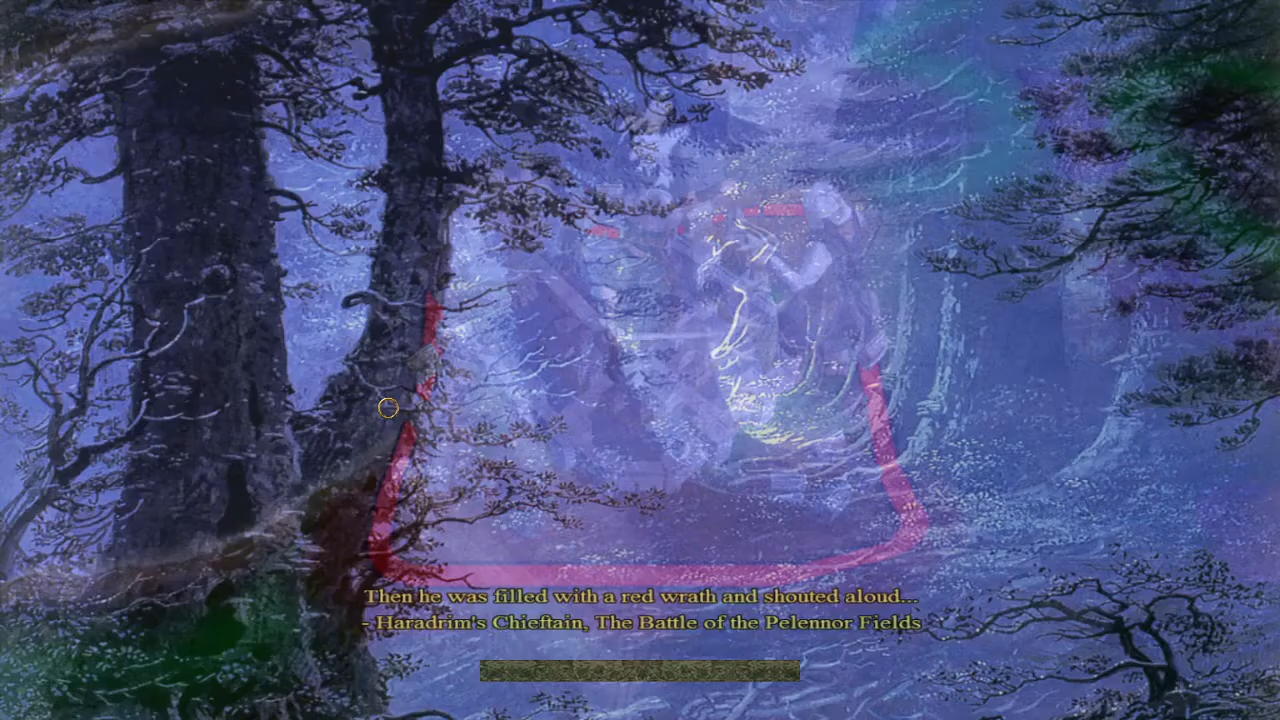 Then he was filled with a red wrath and shouted aloud...
- Haradrim's Chieftain, The Battle of the Pelennor Fields